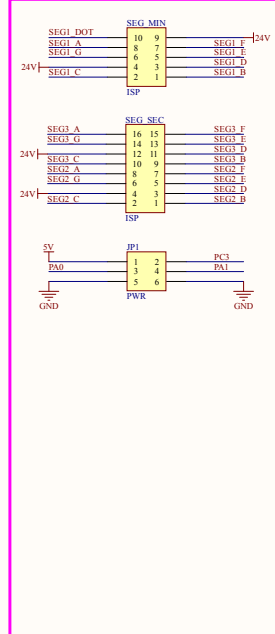 SEG_MIN
SEG1_DOT 10 9 24V
SEG1_A 8 7 SEG1_F
SEG1_G 6 5 SEG1_E
24V 4 3 SEG1_D
SEG1_C 2 1 SEG1_B
ISP
SEG_SEC
SEG3_A 16 15 SEG3_F
SEG3_G 14 13 SEG3_E
24V 12 11 SEG3_D
SEG3_C 10 9 SEG3_B
SEG2_A 8 7 SEG2_F
SEG2_G 6 5 SEG2_E
24V 4 3 SEG2_D
SEG2_C 2 1 SEG2_B
ISP
5V JP1
1 2 PC3
PA0 3 4 PA1
5 6
GND PWR GND